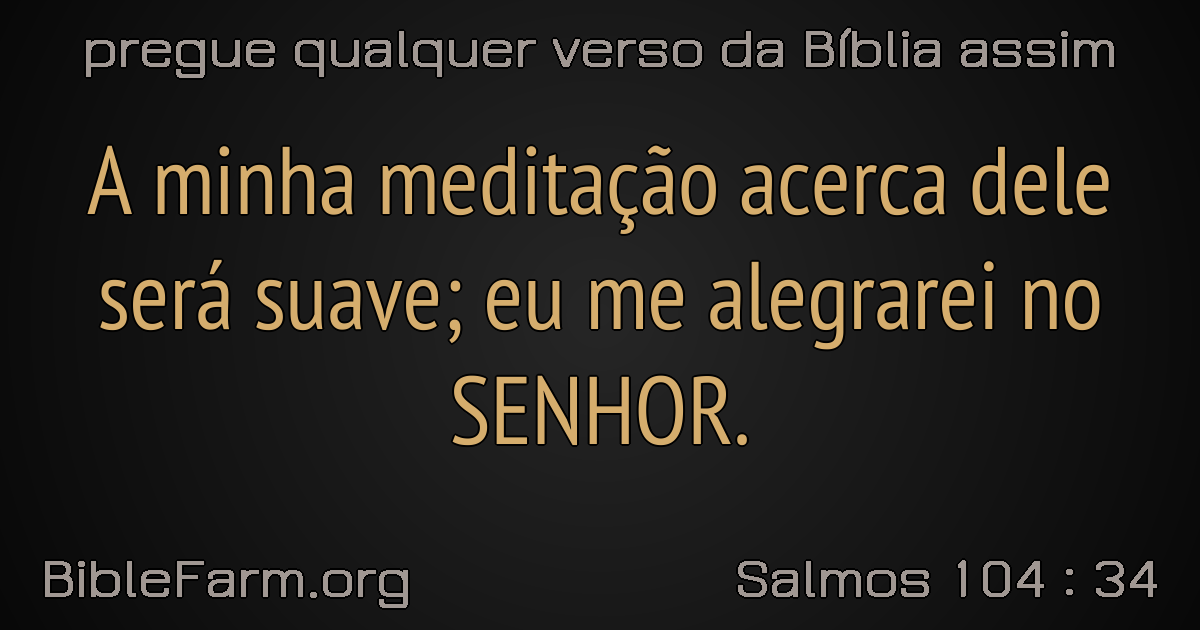 pregue qualquer verso da Bíblia assim
A minha meditação acerca dele
será suave; eu me alegrarei no
SENHOR.
BibleFarm.org
Salmos 104 : 34